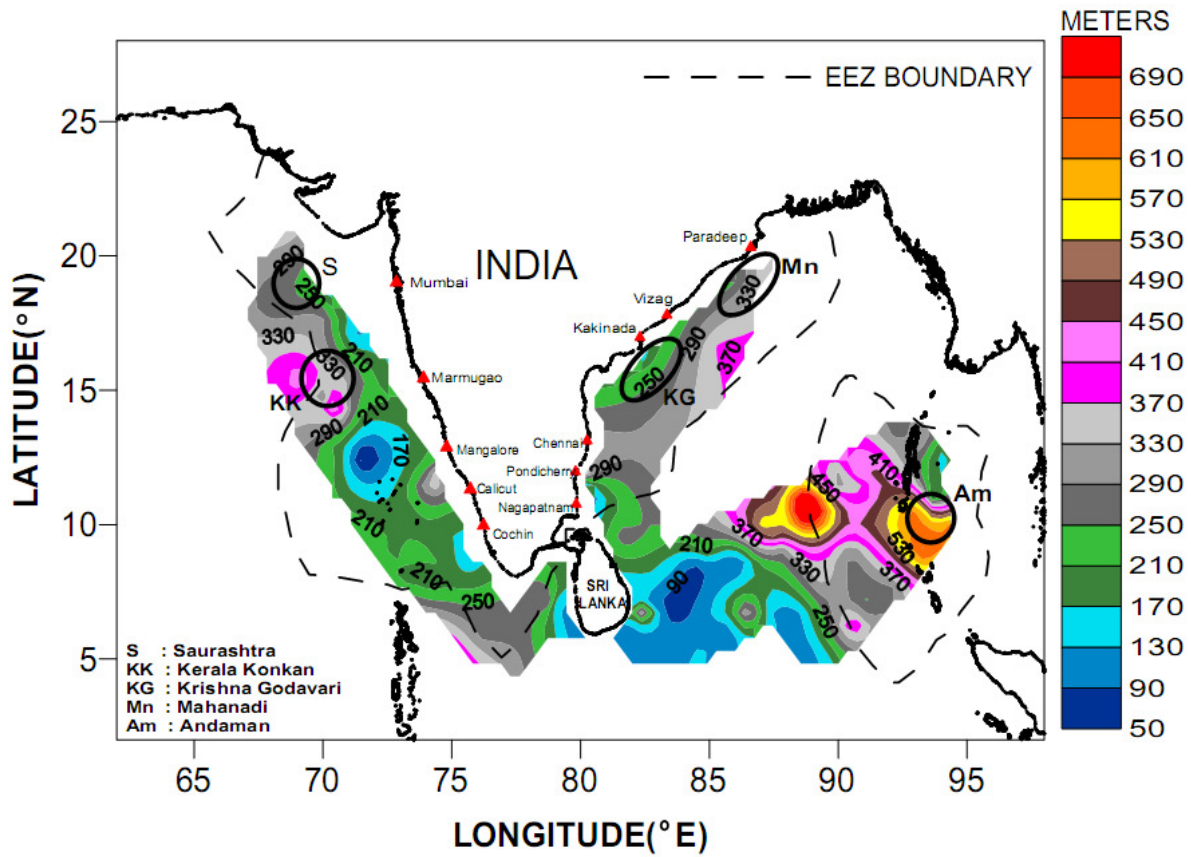 METERS
EEZ BOUNDARY
690
650
610
570
530
490
450
410
370
330
290
250
210
170
130
90
50
25
20
15
10
5
LATITUDE(°N)
65
70
75
80
85
90
95
LONGITUDE(°E)
INDIA
SRI
LANKA
Mumbai
Marmugao
Mangalore
Calicut
Cochin
Paradeep
Vizag
Kakinada
Chennai
Pondicherri
Nagapatnam
S
KK
KG
Mn
Am
290
250
330
330
210
290
210
170
210
210
250
330
290
370
250
290
210
90
370
330
250
450
410
530
370
S : Saurashtra
KK : Kerala Konkan
KG : Krishna Godavari
Mn : Mahanadi
Am : Andaman